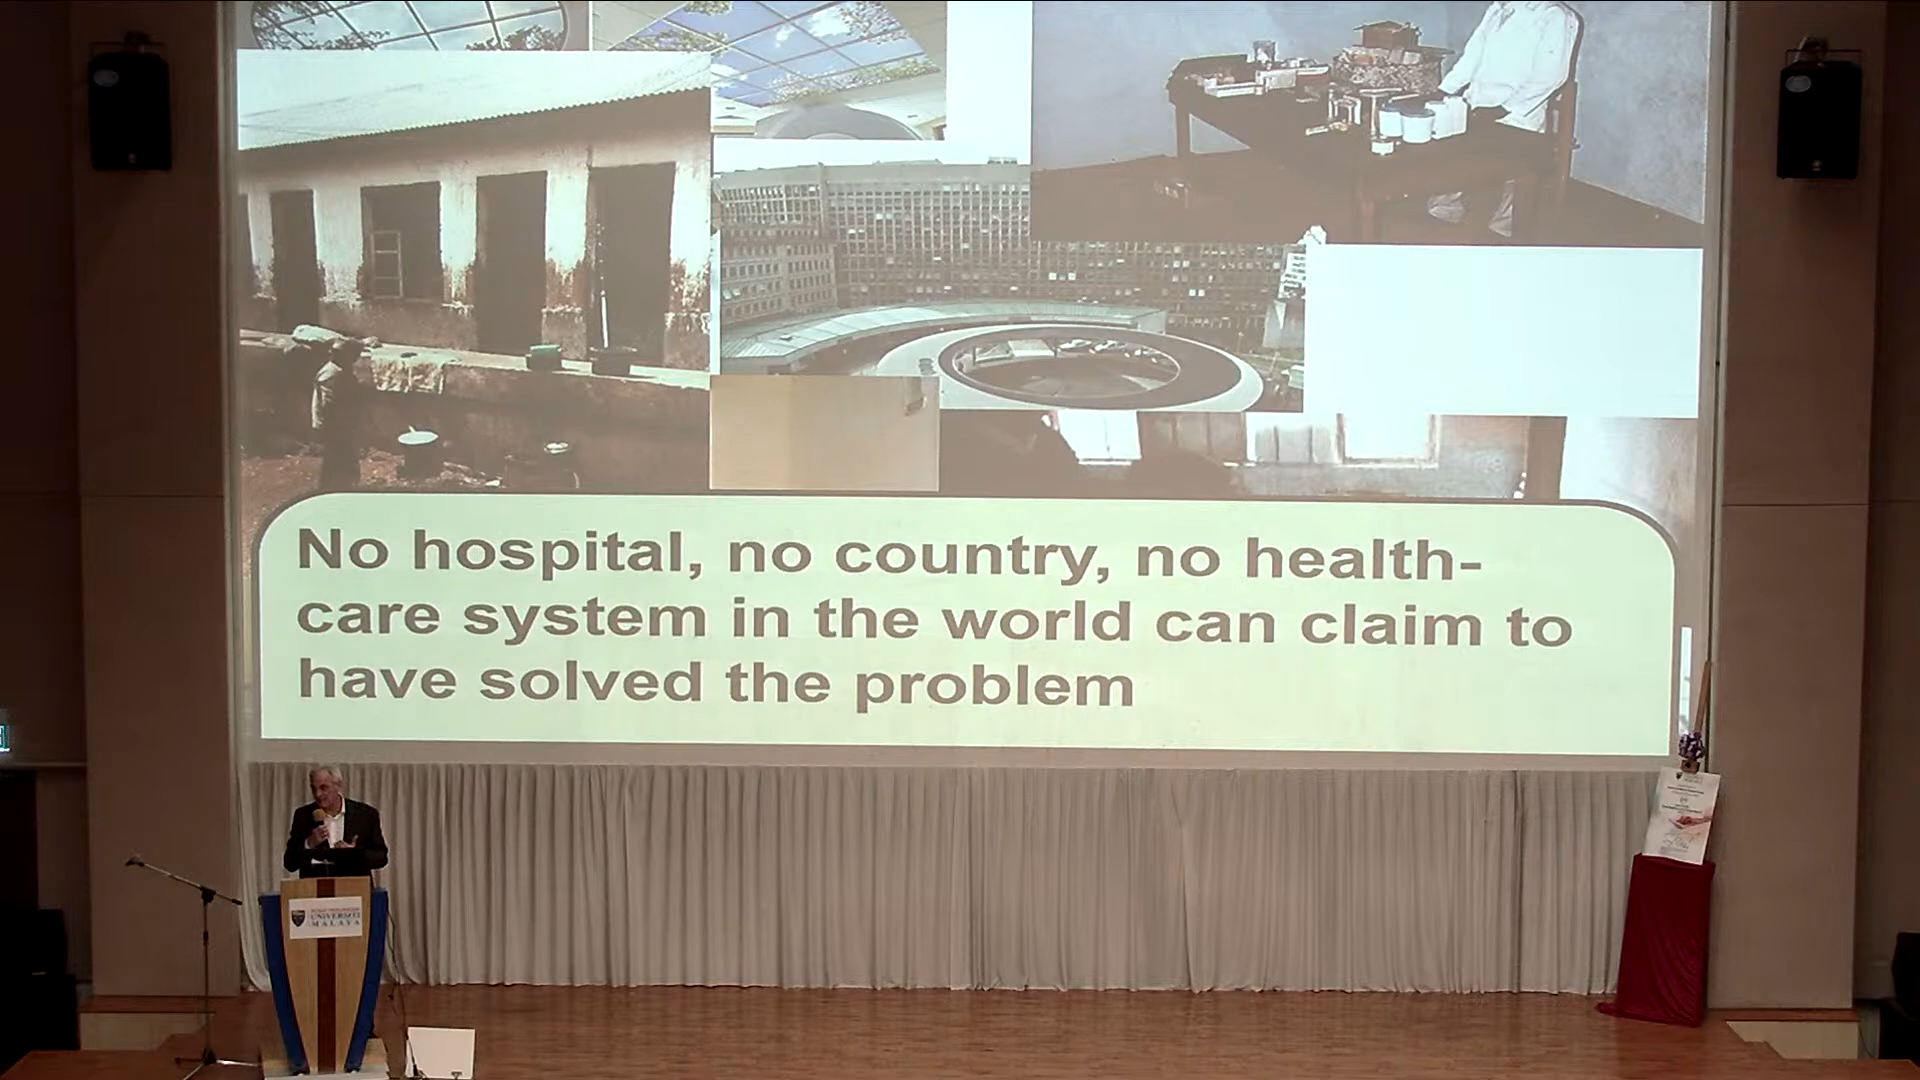 No hospital, no country, no health-
care system in the world can claim to
have solved the problem
UNIVERSITI
MALAYA